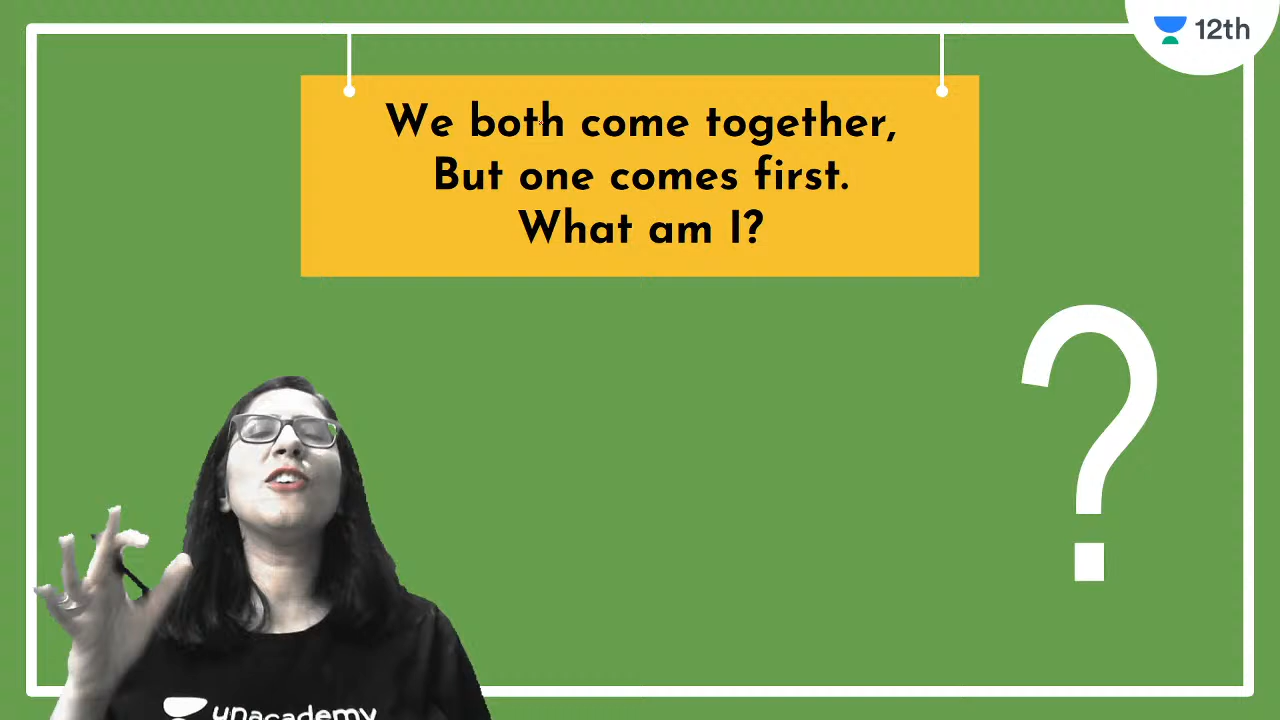 12th
We both come together,
But one comes first.
What am I?
?
unacademy